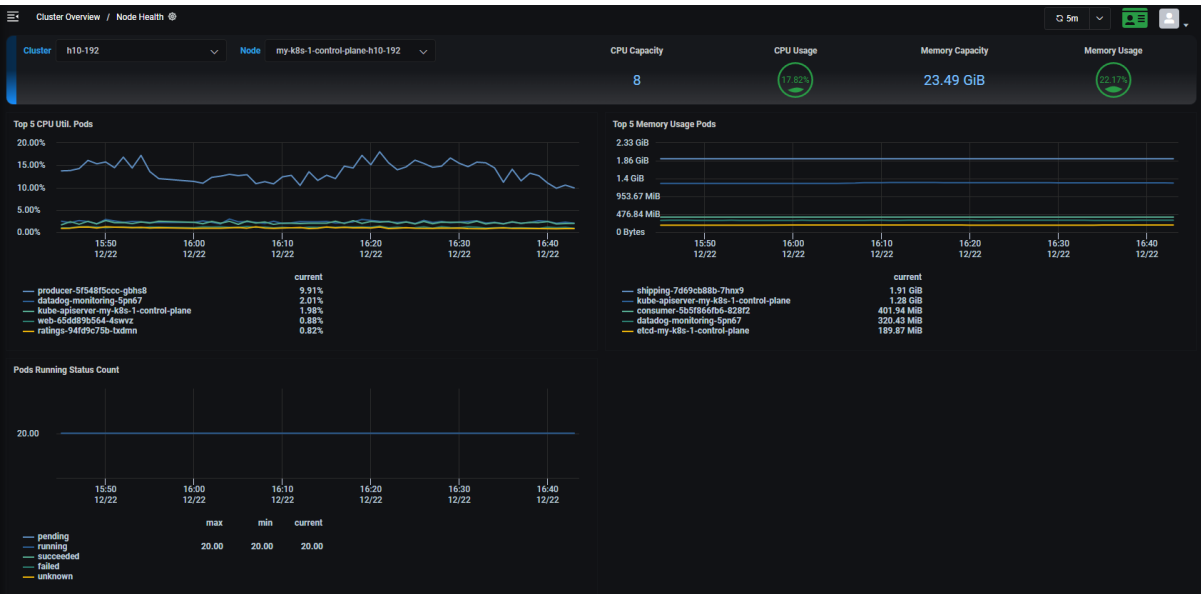 Cluster Overview / Node Health
5m
Cluster h10-192 Node my-k8s-1-control-plane-h10-192
CPU Capacity CPU Usage Memory Capacity Memory Usage
8 17.82% 23.49 GiB 22.17%
Top 5 CPU Util. Pods
20.00%
15.00%
10.00%
5.00%
0.00%
15:50 16:00 16:10 16:20 16:30 16:40
12/22 12/22 12/22 12/22 12/22 12/22
current
producer-5f548f5ccc-gbhs8 9.91%
datadog-monitoring-5pn67 2.01%
kube-apiserver-my-k8s-1-control-plane 1.98%
web-65dd89b564-4swvz 0.88%
ratings-94fd9c75b-txdmn 0.82%
Top 5 Memory Usage Pods
2.33 GiB
1.86 GiB
1.4 GiB
953.67 MiB
476.84 MiB
0 Bytes
15:50 16:00 16:10 16:20 16:30 16:40
12/22 12/22 12/22 12/22 12/22 12/22
current
shipping-7d69cb88b-7hnx9 1.91 GiB
kube-apiserver-my-k8s-1-control-plane 1.28 GiB
consumer-5b5f866fb6-828f2 401.94 MiB
datadog-monitoring-5pn67 320.43 MiB
etcd-my-k8s-1-control-plane 189.87 MiB
Pods Running Status Count
20.00
15:50 16:00 16:10 16:20 16:30 16:40
12/22 12/22 12/22 12/22 12/22 12/22
max min current
pending
running 20.00 20.00 20.00
succeeded
failed
unknown